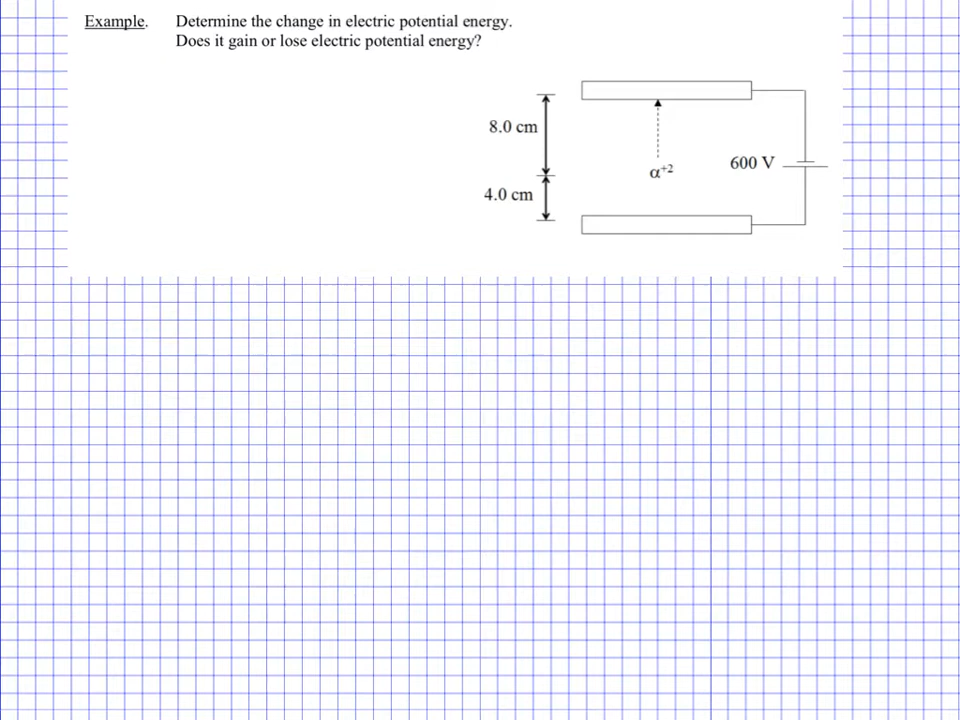 Example. Determine the change in electric potential energy.
Does it gain or lose electric potential energy?
8.0 cm
α⁺²
600 V
4.0 cm